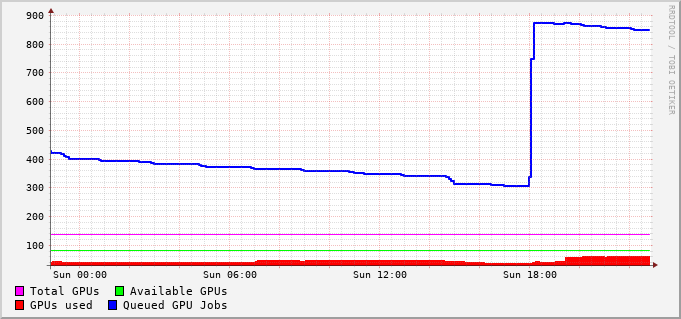 900
800
700
600
500
400
300
200
100
Sun 00:00 Sun 06:00 Sun 12:00 Sun 18:00
Total GPUs Available GPUs
GPUs used Queued GPU Jobs
RRDTOOL / TOBI OETIKER